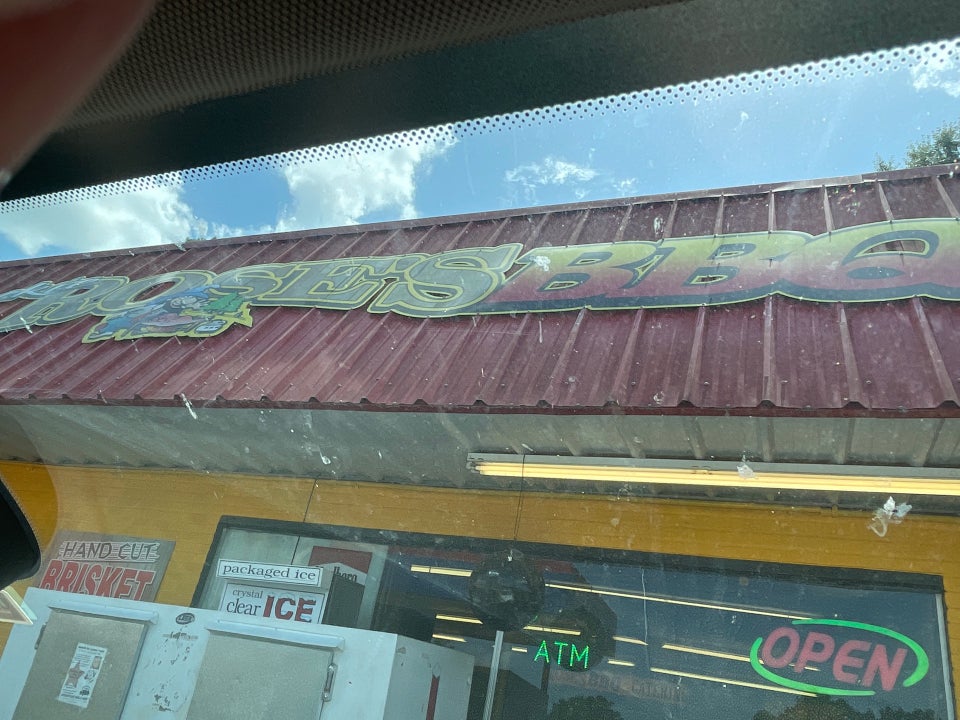 ROSE'S BBQ
HAND CUT
BRISKET
packaged ice
crystal
clear ICE
ATM
OPEN